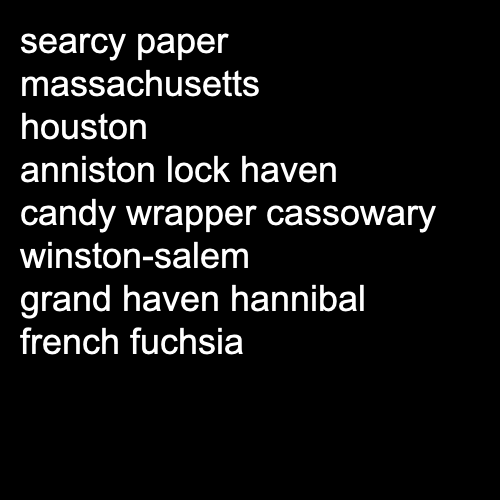 searcy paper
massachusetts
houston
anniston lock haven
candy wrapper cassowary
winston-salem
grand haven hannibal
french fuchsia